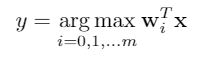 y = arg max w_i^T x
i=0,1,...m